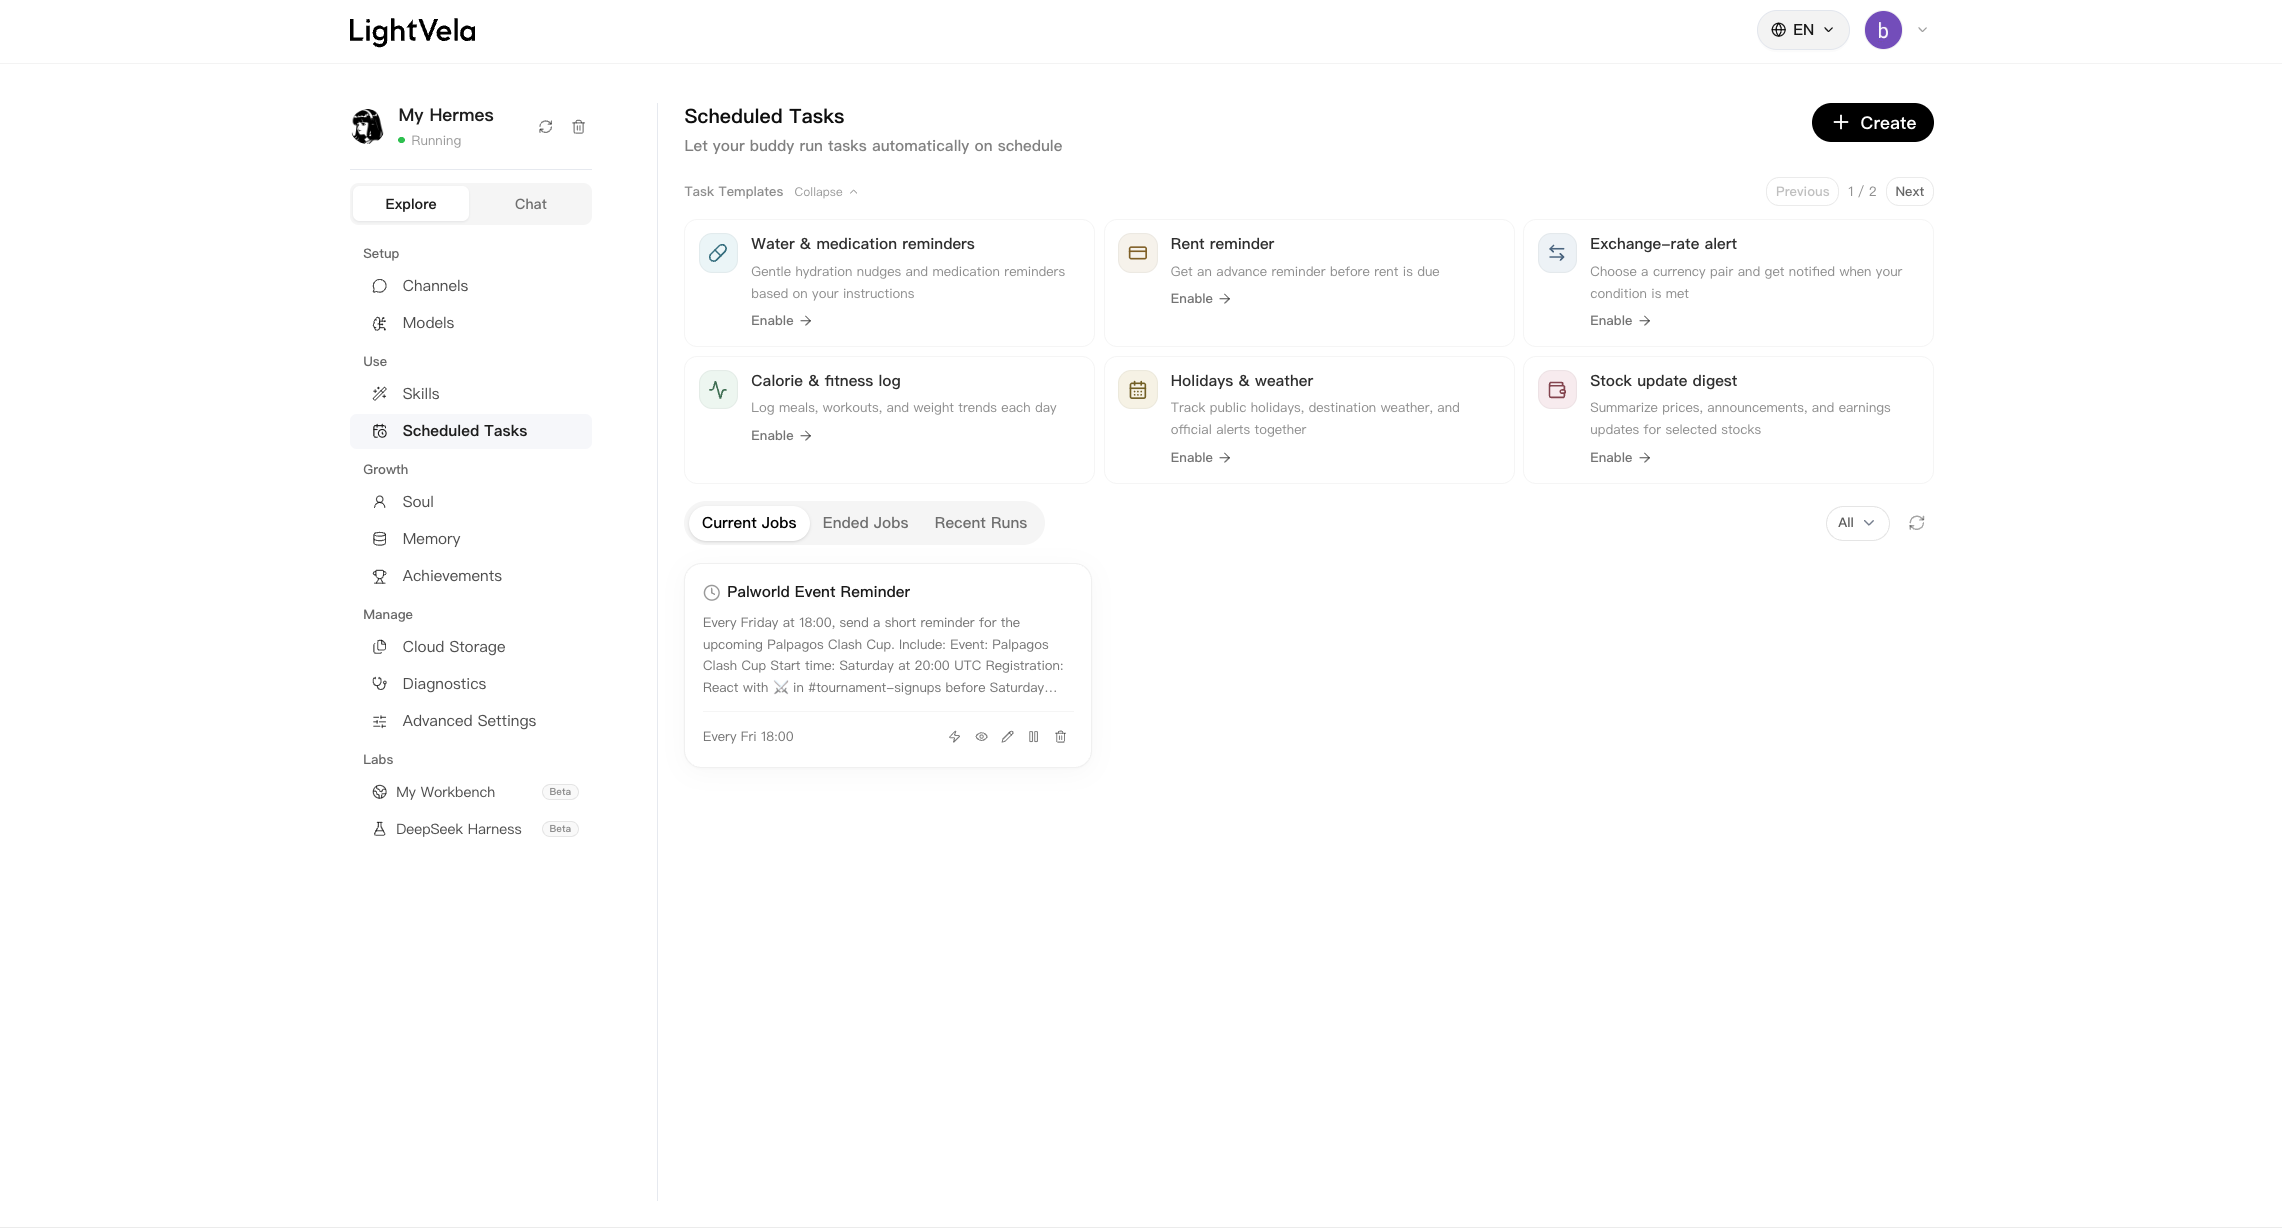 LightVela
EN
b
My Hermes
Running
Explore
Chat
Setup
Channels
Models
Use
Skills
Scheduled Tasks
Growth
Soul
Memory
Achievements
Manage
Cloud Storage
Diagnostics
Advanced Settings
Labs
My Workbench
Beta
DeepSeek Harness
Beta
Scheduled Tasks
Let your buddy run tasks automatically on schedule
Create
Task Templates
Collapse
Previous
1 / 2
Next
Water & medication reminders
Gentle hydration nudges and medication reminders
based on your instructions
Enable →
Rent reminder
Get an advance reminder before rent is due
Enable →
Exchange-rate alert
Choose a currency pair and get notified when your
condition is met
Enable →
Calorie & fitness log
Log meals, workouts, and weight trends each day
Enable →
Holidays & weather
Track public holidays, destination weather, and
official alerts together
Enable →
Stock update digest
Summarize prices, announcements, and earnings
updates for selected stocks
Enable →
Current Jobs
Ended Jobs
Recent Runs
All
Palworld Event Reminder
Every Friday at 18:00, send a short reminder for the
upcoming Palpagos Clash Cup. Include: Event: Palpagos
Clash Cup Start time: Saturday at 20:00 UTC Registration:
React with ⚔ in #tournament-signups before Saturday...
Every Fri 18:00